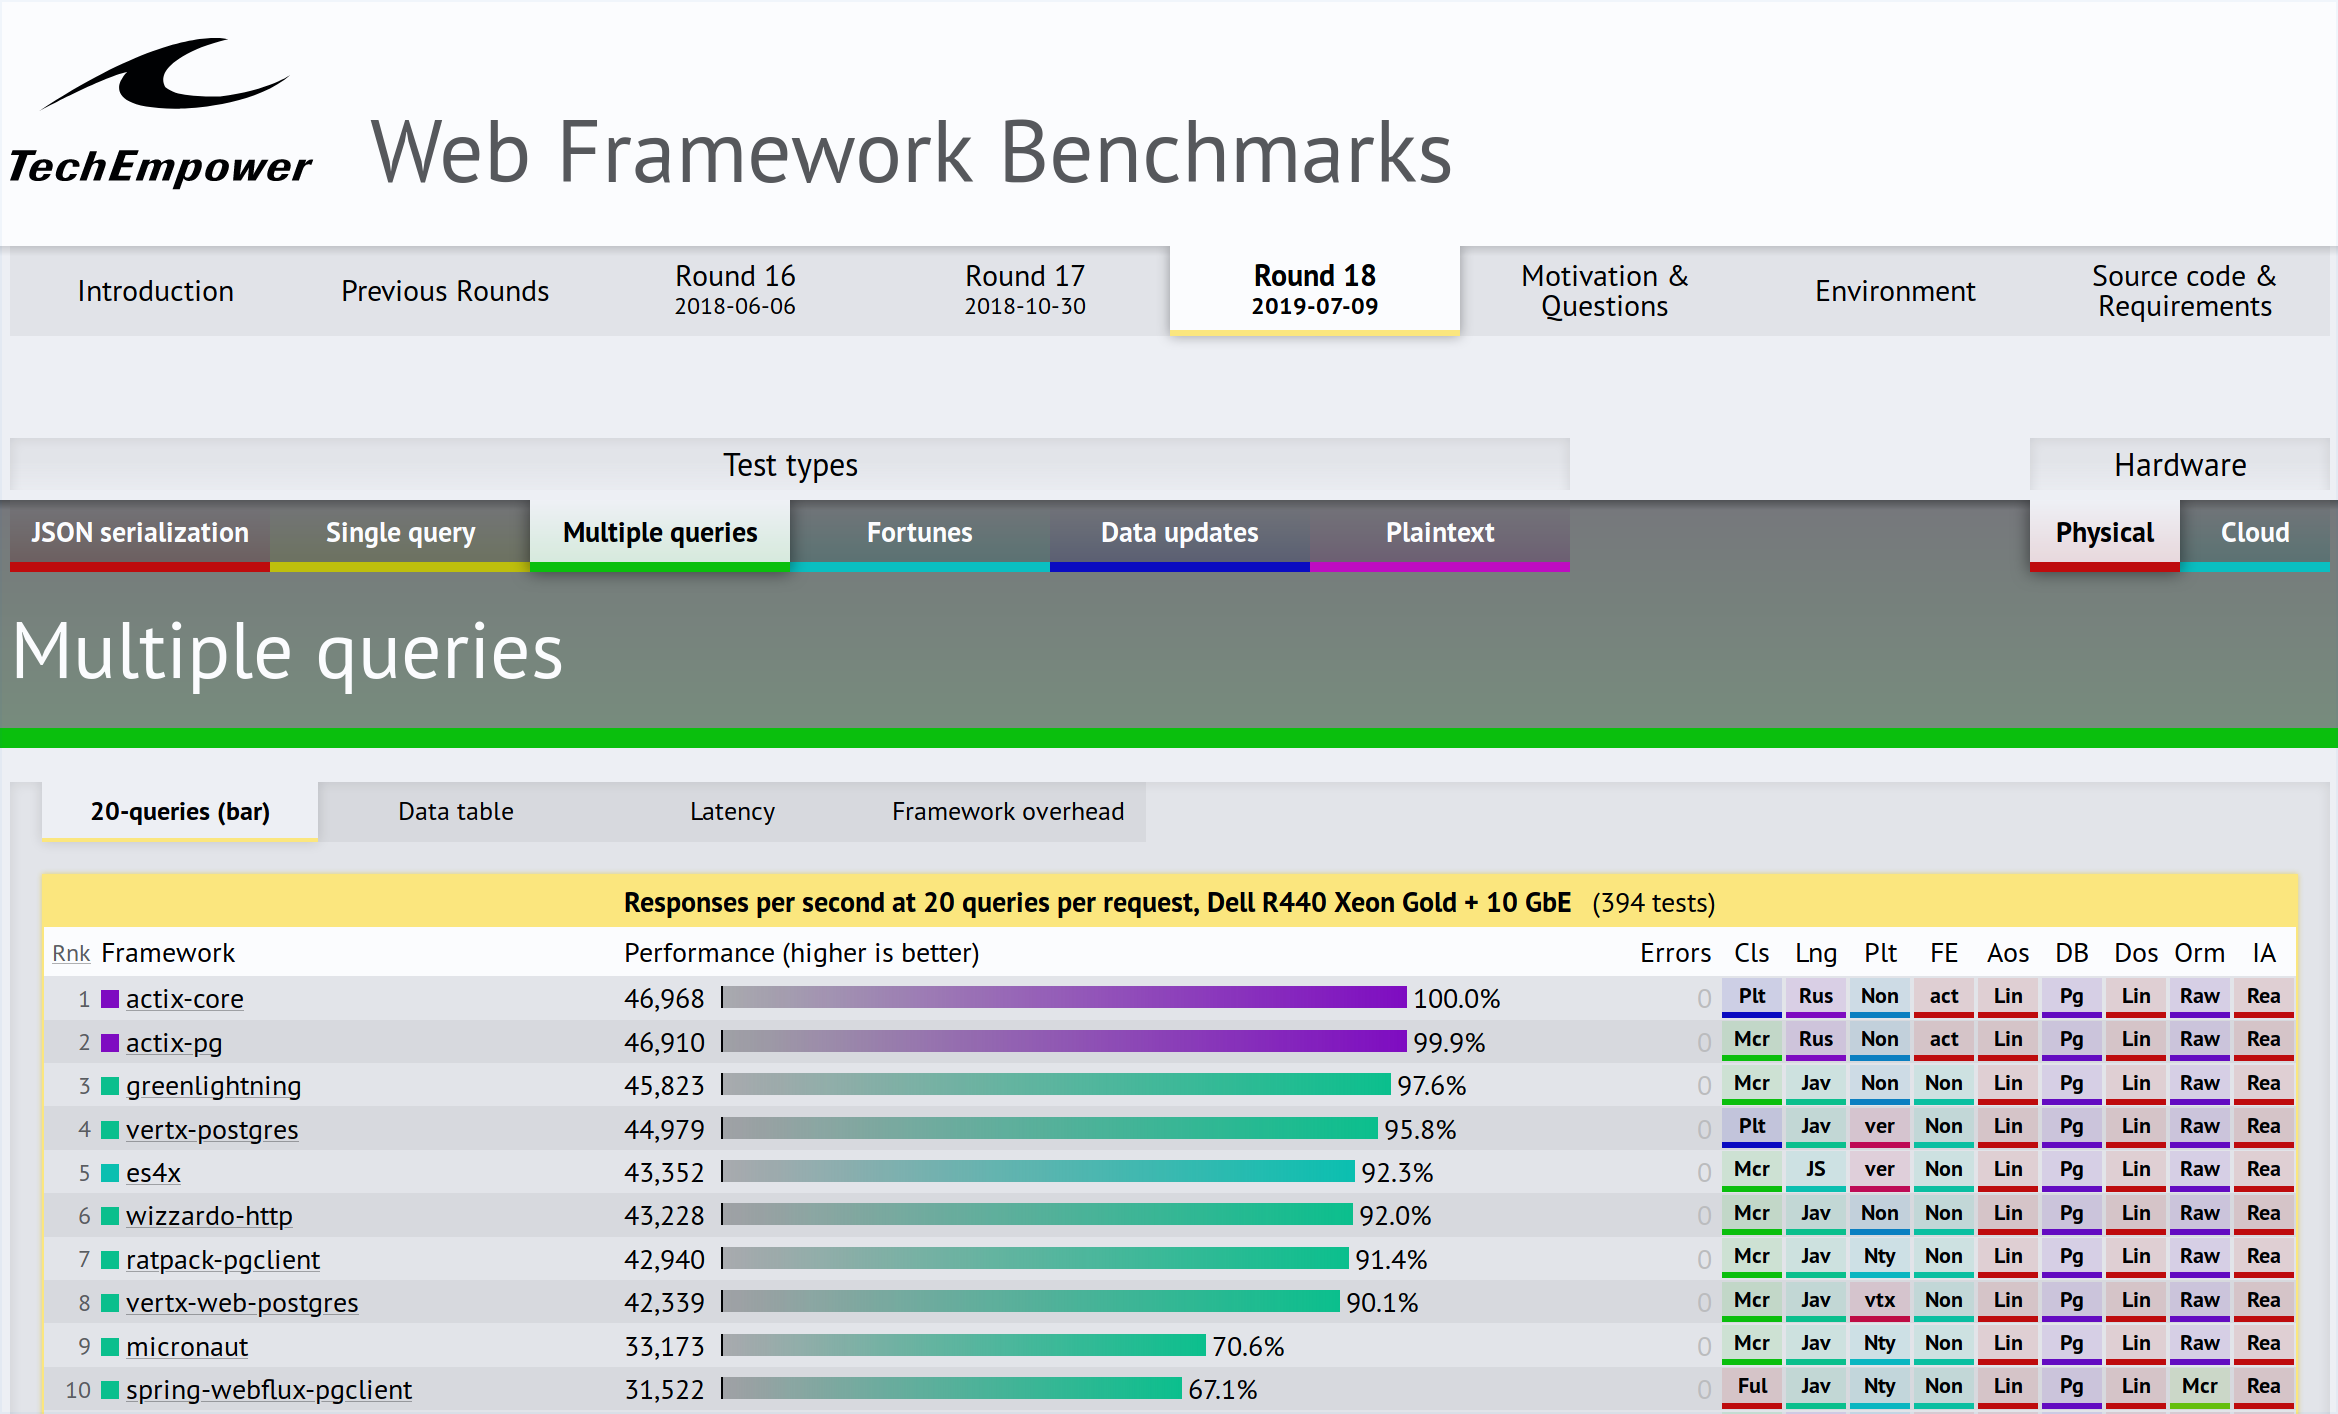 TechEmpower
Web Framework Benchmarks
Introduction
Previous Rounds
Round 16
2018-06-06
Round 17
2018-10-30
Round 18
2019-07-09
Motivation &
Questions
Environment
Source code &
Requirements
Test types
Hardware
JSON serialization Single query Multiple queries Fortunes Data updates Plaintext Physical Cloud
Multiple queries
20-queries (bar) Data table Latency Framework overhead
Responses per second at 20 queries per request, Dell R440 Xeon Gold + 10 GbE (394 tests)
Rnk Framework Performance (higher is better) Errors Cls Lng Plt FE Aos DB Dos Orm IA
1 actix-core 46,968 100.0% 0 Plt Rus Non act Lin Pg Lin Raw Rea
2 actix-pg 46,910 99.9% 0 Mcr Rus Non act Lin Pg Lin Raw Rea
3 greenlightning 45,823 97.6% 0 Mcr Jav Non Non Lin Pg Lin Raw Rea
4 vertx-postgres 44,979 95.8% 0 Plt Jav ver Non Lin Pg Lin Raw Rea
5 es4x 43,352 92.3% 0 Mcr JS ver Non Lin Pg Lin Raw Rea
6 wizzardo-http 43,228 92.0% 0 Mcr Jav Non Non Lin Pg Lin Raw Rea
7 ratpack-pgclient 42,940 91.4% 0 Mcr Jav Nty Non Lin Pg Lin Raw Rea
8 vertx-web-postgres 42,339 90.1% 0 Mcr Jav vtx Non Lin Pg Lin Raw Rea
9 micronaut 33,173 70.6% 0 Mcr Jav Nty Non Lin Pg Lin Raw Rea
10 spring-webflux-pgclient 31,522 67.1% 0 Ful Jav Nty Non Lin Pg Lin Mcr Rea